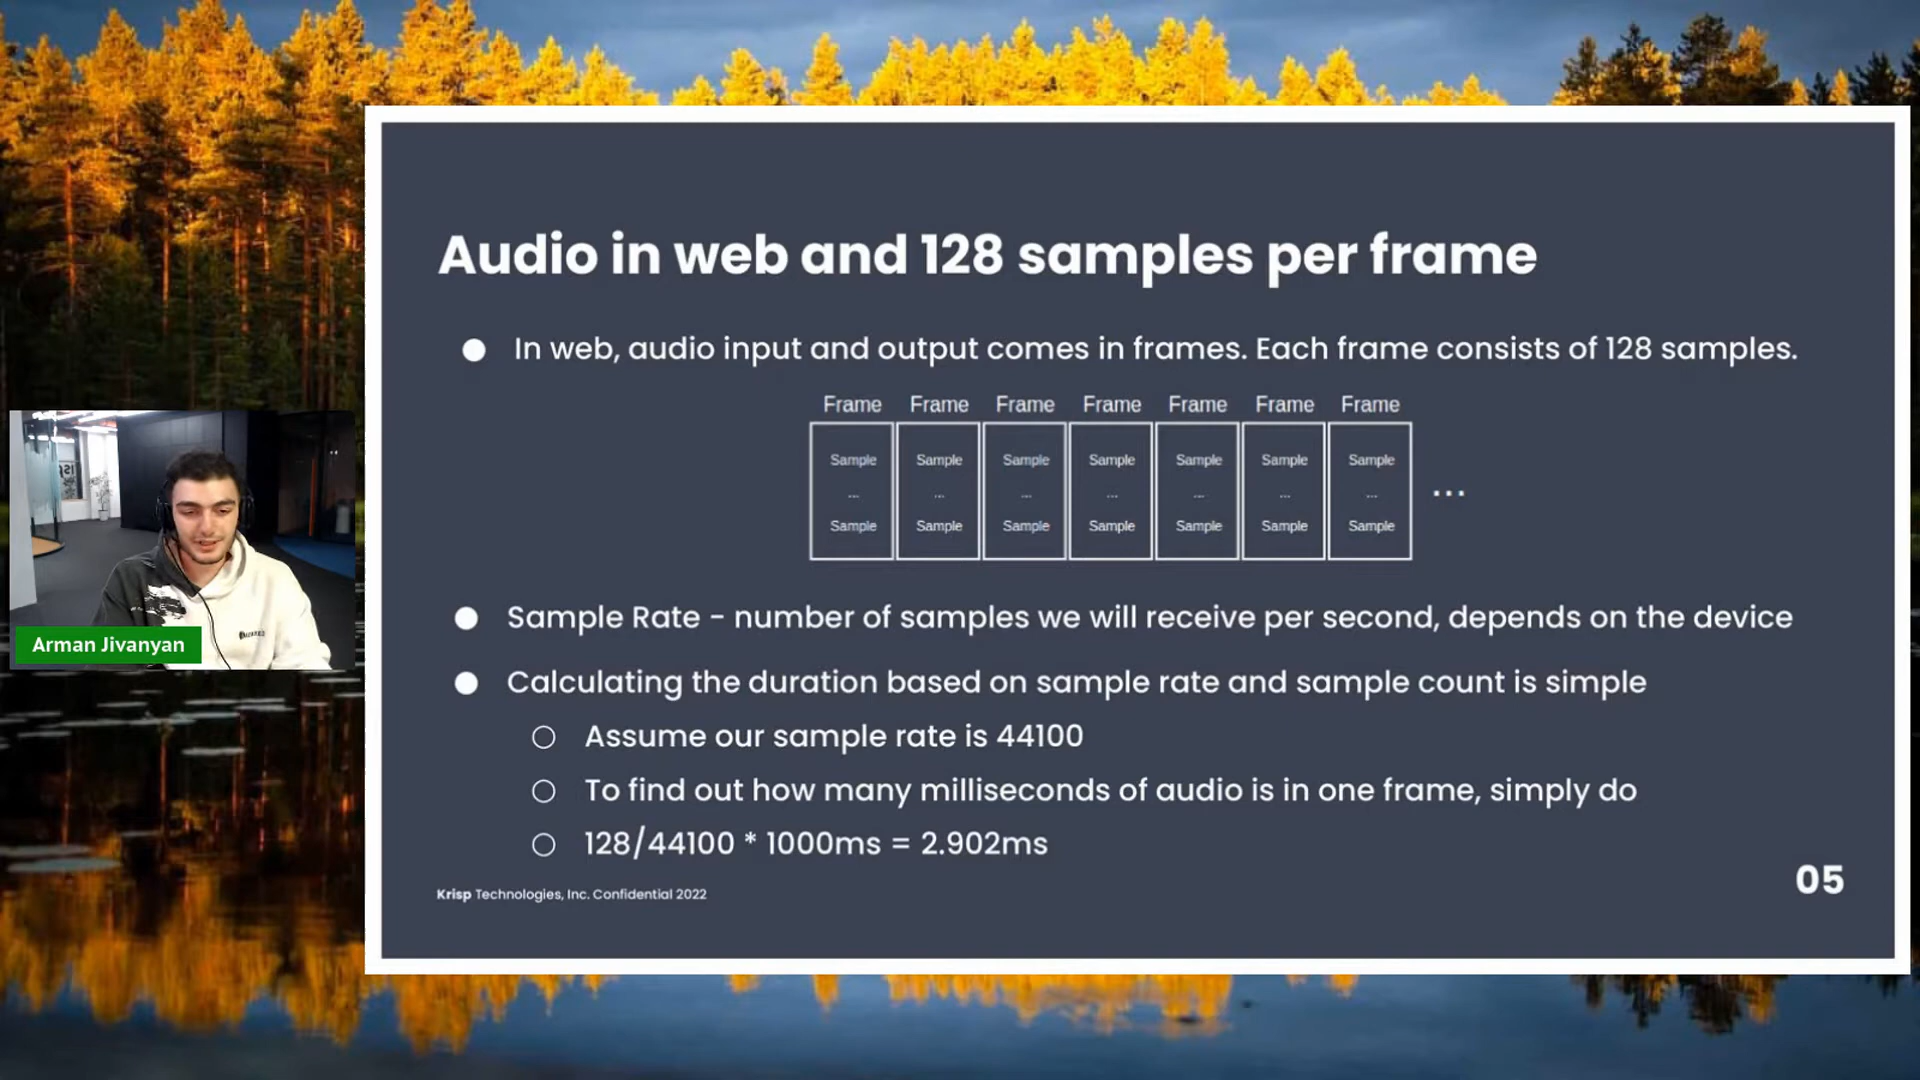 Audio in web and 128 samples per frame
In web, audio input and output comes in frames. Each frame consists of 128 samples.
Frame Frame Frame Frame Frame Frame Frame
Sample Sample Sample Sample Sample Sample Sample
... ... ... ... ... ... ... ...
Sample Sample Sample Sample Sample Sample Sample
Sample Rate - number of samples we will receive per second, depends on the device
Arman Jivanyan
Calculating the duration based on sample rate and sample count is simple
Assume our sample rate is 44100
To find out how many milliseconds of audio is in one frame, simply do
128/44100 * 1000ms = 2.902ms
Krisp Technologies, Inc. Confidential 2022
05